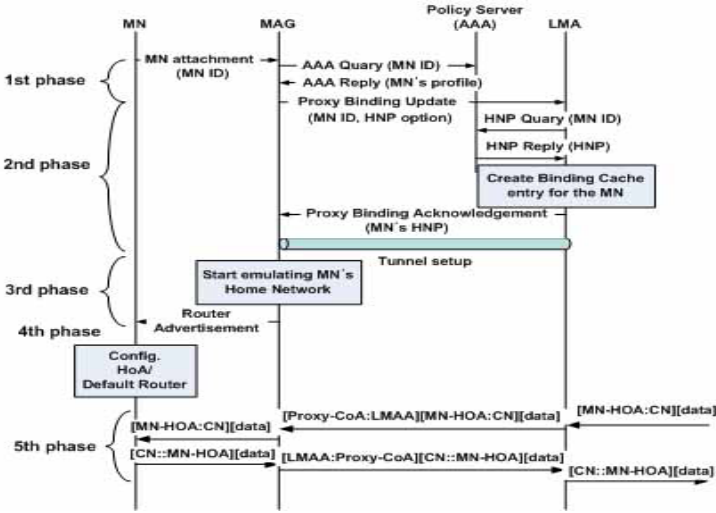 Policy Server
MN MAG (AAA) LMA
MN attachment
(MN ID)
AAA Quary (MN ID)
1st phase
AAA Reply (MN´s profile)
Proxy Binding Update
(MN ID, HNP option)
HNP Quary (MN ID)
HNP Reply (HNP)
2nd phase
Create Binding Cache
entry for the MN
Proxy Binding Acknowledgement
(MN´s HNP)
Tunnel setup
Start emulating MN´s
Home Network
3rd phase
Router
Advertisement
4th phase
Config.
HoA/
Default Router
[MN-HOA:CN][data]
[Proxy-CoA:LMAA][MN-HOA:CN][data]
[MN-HOA:CN][data]
5th phase
[CN::MN-HOA][data]
[LMAA:Proxy-CoA][CN::MN-HOA][data]
[CN::MN-HOA][data]